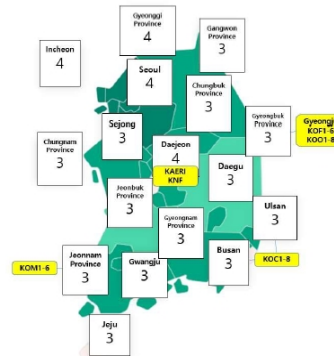 Gyeonggi
Province
4
Gangwon
Province
3
Incheon
4
Seoul
4
Chungbuk
Province
3
Gyeongbuk
Province
3
KOF1-6
KOO1-8
Sejong
3
Chungnam
Province
3
Daejeon
4
KAERI
KNF
Daegu
3
Jeonbuk
Province
3
Ulsan
3
Gyeongnam
Province
3
Busan
3
KOC1-8
KOM1-6
Jeonnam
Province
3
Gwangju
3
Jeju
3